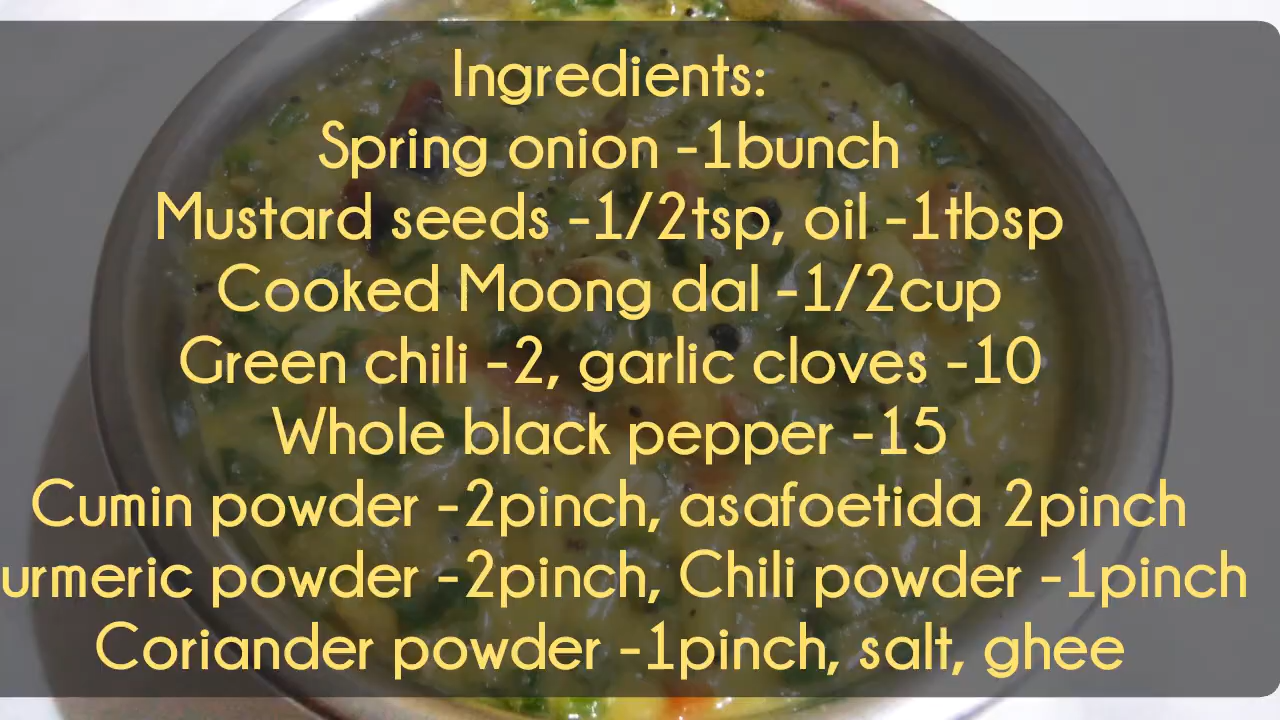 Ingredients:
Spring onion -1bunch
Mustard seeds -1/2tsp, oil -1tbsp
Cooked Moong dal -1/2cup
Green chili -2, garlic cloves -10
Whole black pepper -15
Cumin powder -2pinch, asafoetida 2pinch
urmeric powder -2pinch, Chili powder -1pinch
Coriander powder -1pinch, salt, ghee